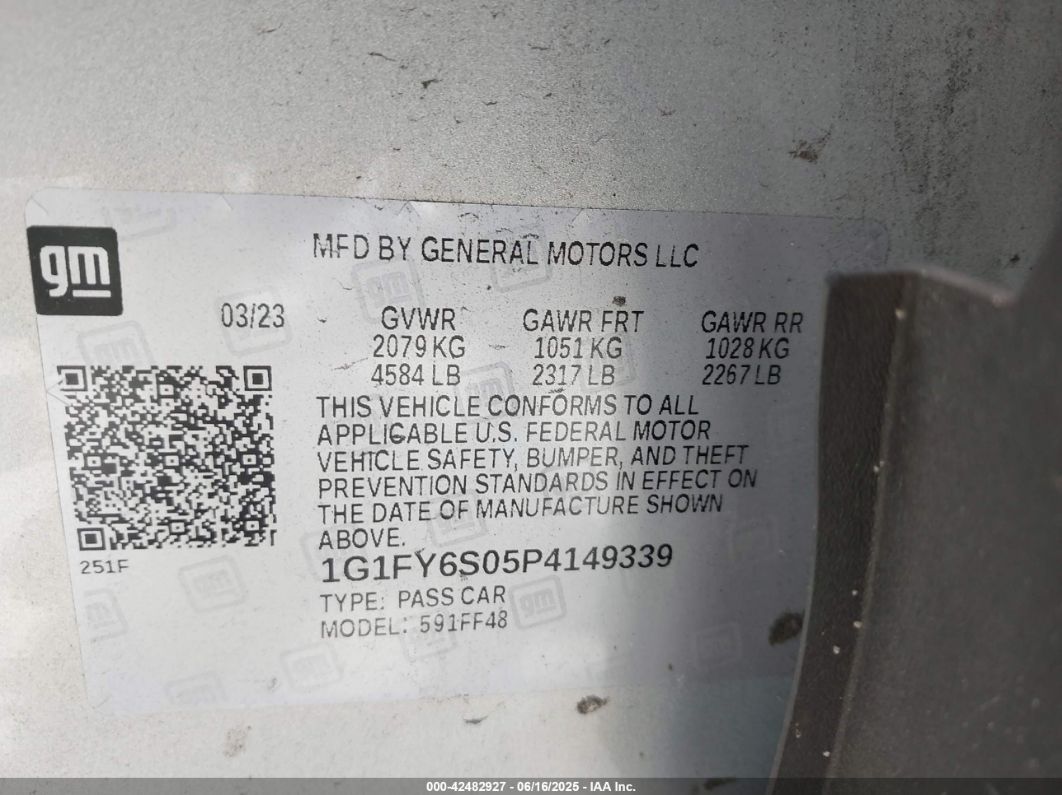 gm
MFD BY GENERAL MOTORS LLC
03/23
GVWR GAWR FRT GAWR RR
2079 KG 1051 KG 1028 KG
4584 LB 2317 LB 2267 LB
THIS VEHICLE CONFORMS TO ALL
APPLICABLE U.S. FEDERAL MOTOR
VEHICLE SAFETY, BUMPER, AND THEFT
PREVENTION STANDARDS IN EFFECT ON
THE DATE OF MANUFACTURE SHOWN
ABOVE.
251F
1G1FY6S05P4149339
TYPE: PASS CAR
MODEL: 591FF48
000-42482927 - 06/16/2025 - IAA Inc.